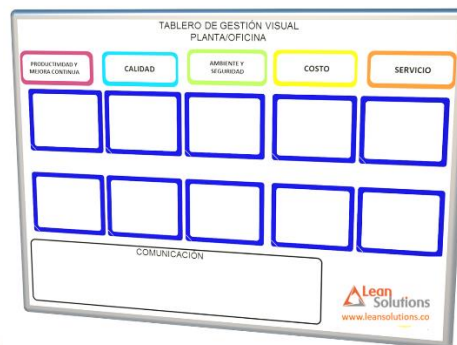 TABLERO DE GESTIÓN VISUAL
PLANTA/OFICINA
PRODUCTIVIDAD Y
MEJORA CONTINUA
CALIDAD
AMBIENTE Y
SEGURIDAD
COSTO
SERVICIO
COMUNICACIÓN
Lean
Solutions
www.leansolutions.co